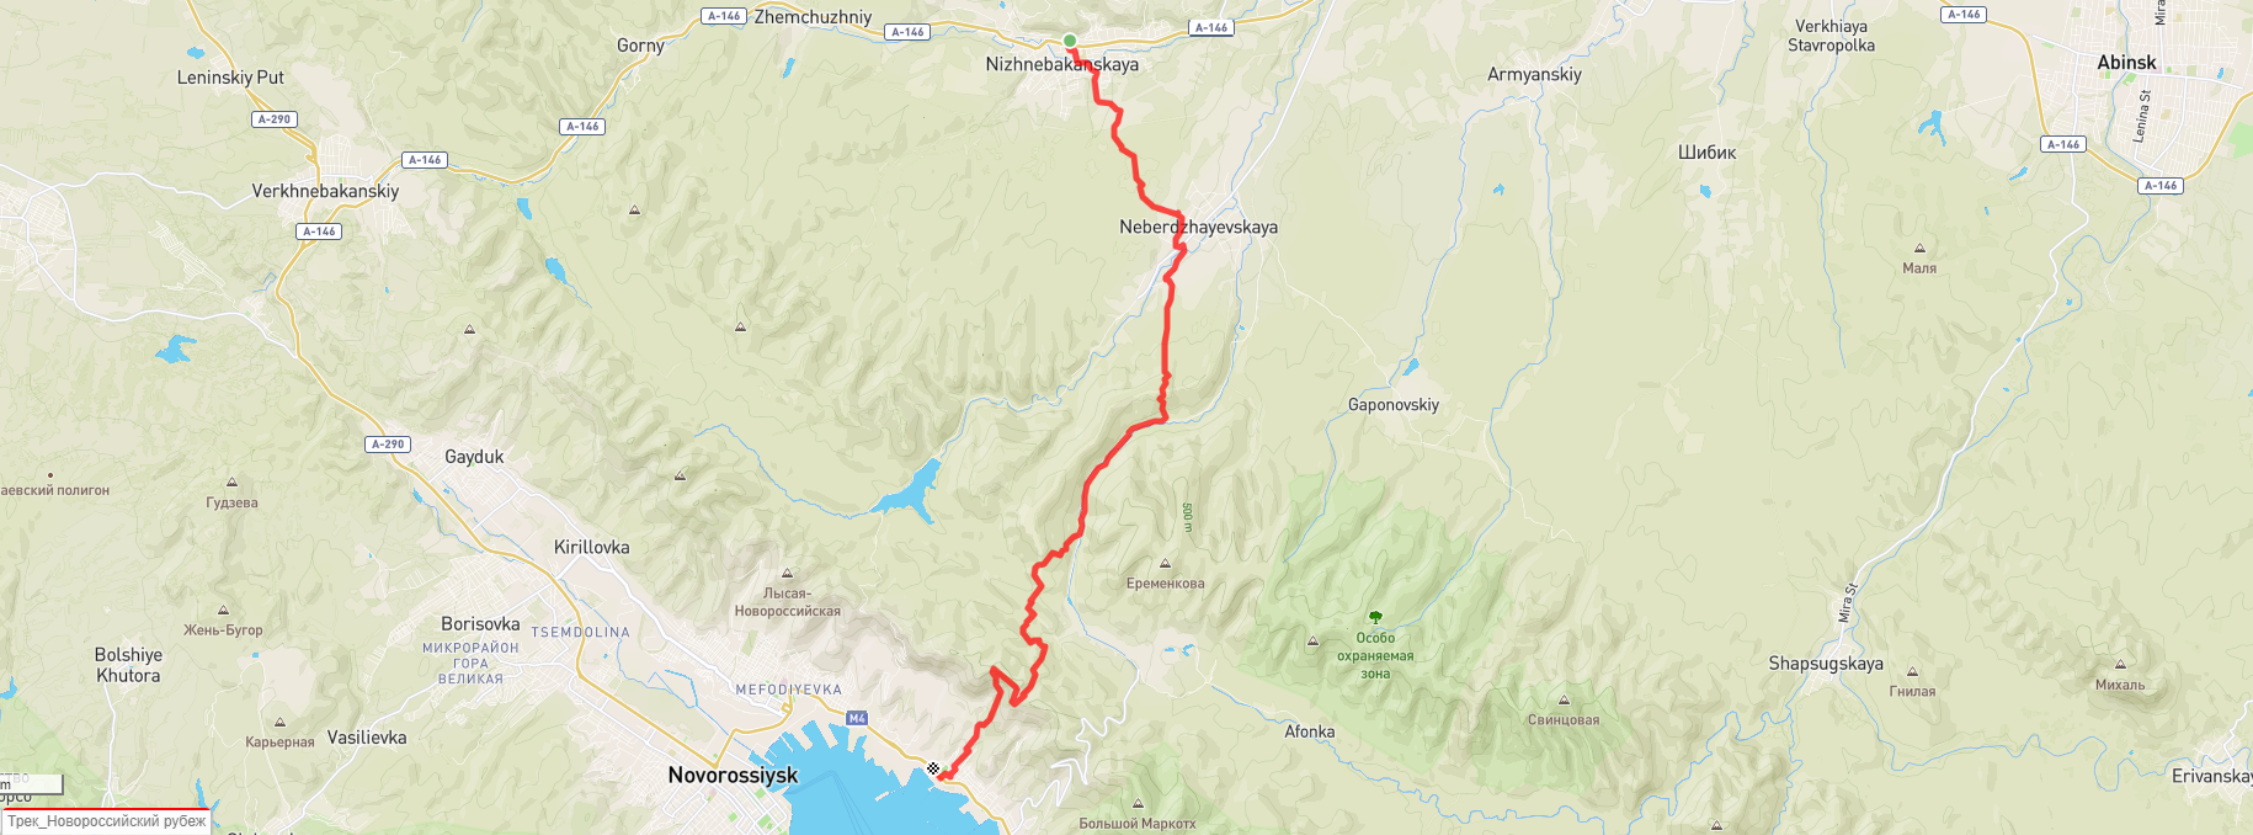 A-146
Zhemchuzhniy
A-146
A-146
A-146
Gorny
Verkhiaya
Stavropolka
Mira
Abinsk
Leninskiy Put
Nizhnebakanskaya
Armyanskiy
A-290
A-146
Lenina St
A-146
A-146
Шибик
Verkhnebakanskiy
A-146
A-146
Neberdzhayevskaya
Маля
Gaponovskiy
A-290
Gayduk
аевский полигон
Гудзева
500 m
Kirillovka
Еременкова
Лысая-
Новороссийская
Mira St
Жень-Бугор
Borisovka
TSEMDOLINA
МИКРОРАЙОН
ГОРА
ВЕЛИКАЯ
Особо
охраняемая
зона
Bolshiye
Khutora
Shapsugskaya
Гнилая
Михаль
MEFODIYEVKA
M4
Свинцовая
Карьерная
Vasilievka
Afonka
Novorossiysk
Erivanskay
m
Трек_Новороссийский рубеж
Большой Маркотх